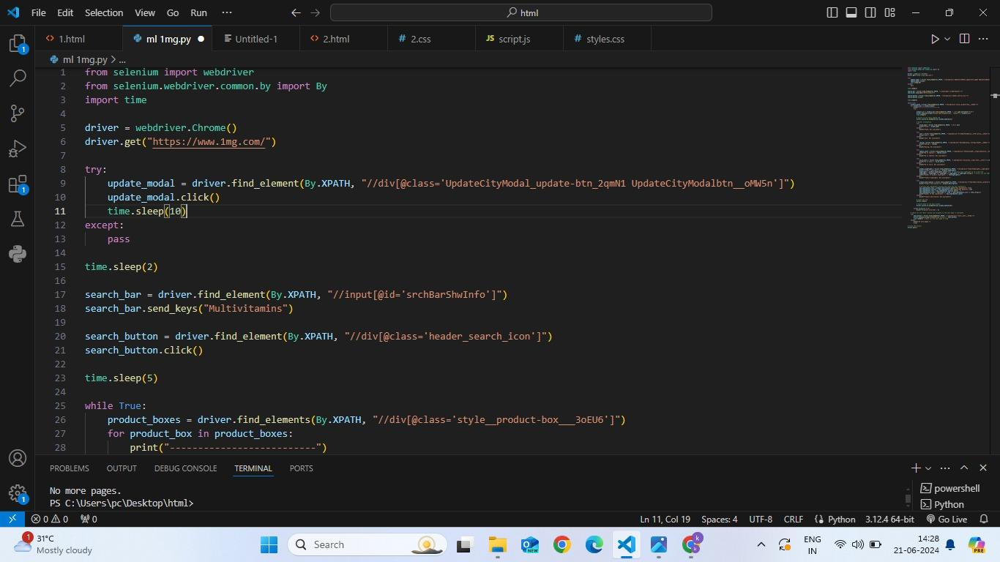 File Edit Selection View Go Run ··· html
1.html ml 1mg.py Untitled-1 2.html 2.css script.js styles.css
ml 1mg.py > ...
1 from selenium import webdriver
2 from selenium.webdriver.common.by import By
3 import time
4
5 driver = webdriver.Chrome()
6 driver.get("https://www.1mg.com/")
7
8 try:
9 update_modal = driver.find_element(By.XPATH, "//div[@class='UpdateCityModal_update-btn_2qmN1 UpdateCityModalbtn__oMW5n']")
10 update_modal.click()
11 time.sleep(10)
12 except:
13 pass
14
15 time.sleep(2)
16
17 search_bar = driver.find_element(By.XPATH, "//input[@id='srchBarShwInfo']")
18 search_bar.send_keys("Multivitamins")
19
20 search_button = driver.find_element(By.XPATH, "//div[@class='header_search_icon']")
21 search_button.click()
22
23 time.sleep(5)
24
25 while True:
26 product_boxes = driver.find_elements(By.XPATH, "//div[@class='style__product-box___3oEU6']")
27 for product_box in product_boxes:
28 print("--------------------------")
PROBLEMS OUTPUT DEBUG CONSOLE TERMINAL PORTS
No more pages.
PS C:\Users\pc\Desktop\html>
powershell
Python
0 0 0 Ln 11, Col 19 Spaces: 4 UTF-8 CRLF Python 3.12.4 64-bit Go Live
31°C
Mostly cloudy
Search
ENG
IN
14:28
21-06-2024